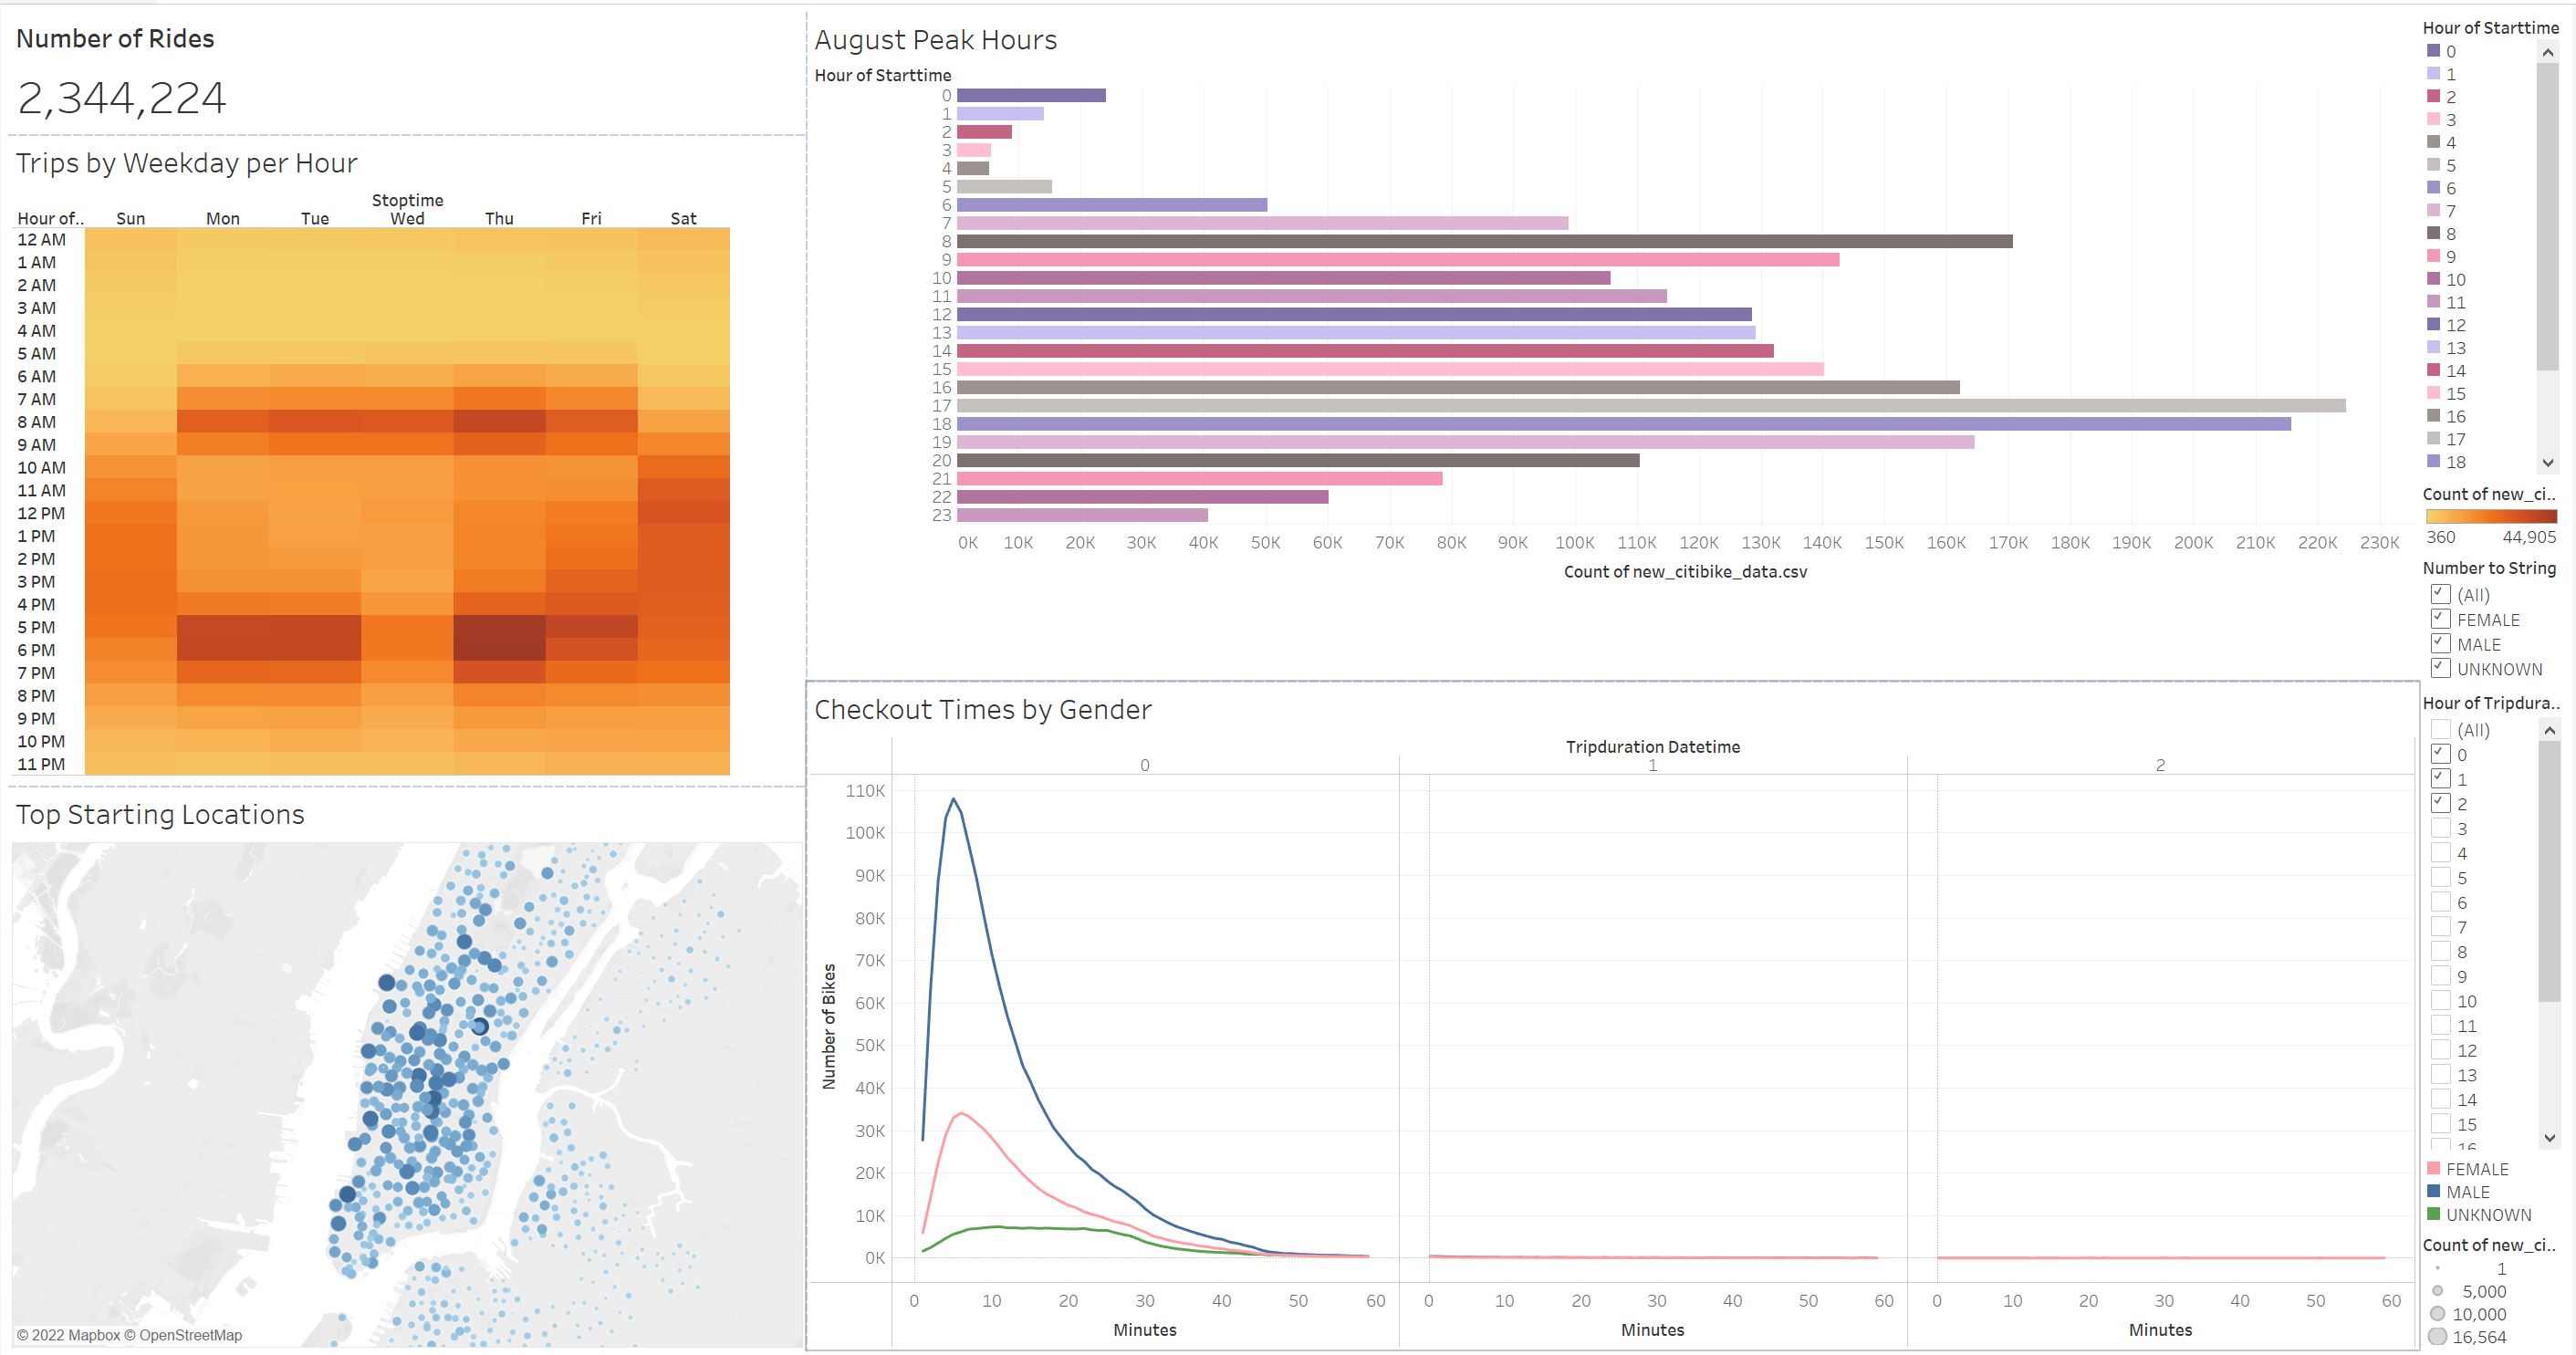 Number of Rides
2,344,224
Trips by Weekday per Hour
Stoptime
Hour of.. Sun Mon Tue Wed Thu Fri Sat
12 AM
1 AM
2 AM
3 AM
4 AM
5 AM
6 AM
7 AM
8 AM
9 AM
10 AM
11 AM
12 PM
1 PM
2 PM
3 PM
4 PM
5 PM
6 PM
7 PM
8 PM
9 PM
10 PM
11 PM
Top Starting Locations
© 2022 Mapbox © OpenStreetMap
August Peak Hours
Hour of Starttime
0
1
2
3
4
5
6
7
8
9
10
11
12
13
14
15
16
17
18
19
20
21
22
23
0K 10K 20K 30K 40K 50K 60K 70K 80K 90K 100K 110K 120K 130K 140K 150K 160K 170K 180K 190K 200K 210K 220K 230K
Count of new_citibike_data.csv
Checkout Times by Gender
Tripduration Datetime
0 1 2
Number of Bikes
110K
100K
90K
80K
70K
60K
50K
40K
30K
20K
10K
0K
0 10 20 30 40 50 60 0 10 20 30 40 50 60 0 10 20 30 40 50 60
Minutes Minutes Minutes
Hour of Starttime
0
1
2
3
4
5
6
7
8
9
10
11
12
13
14
15
16
17
18
Count of new_ci..
360 44,905
Number to String
(All)
FEMALE
MALE
UNKNOWN
Hour of Tripdura..
(All)
0
1
2
3
4
5
6
7
8
9
10
11
12
13
14
15
16
FEMALE
MALE
UNKNOWN
Count of new_ci..
1
5,000
10,000
16,564